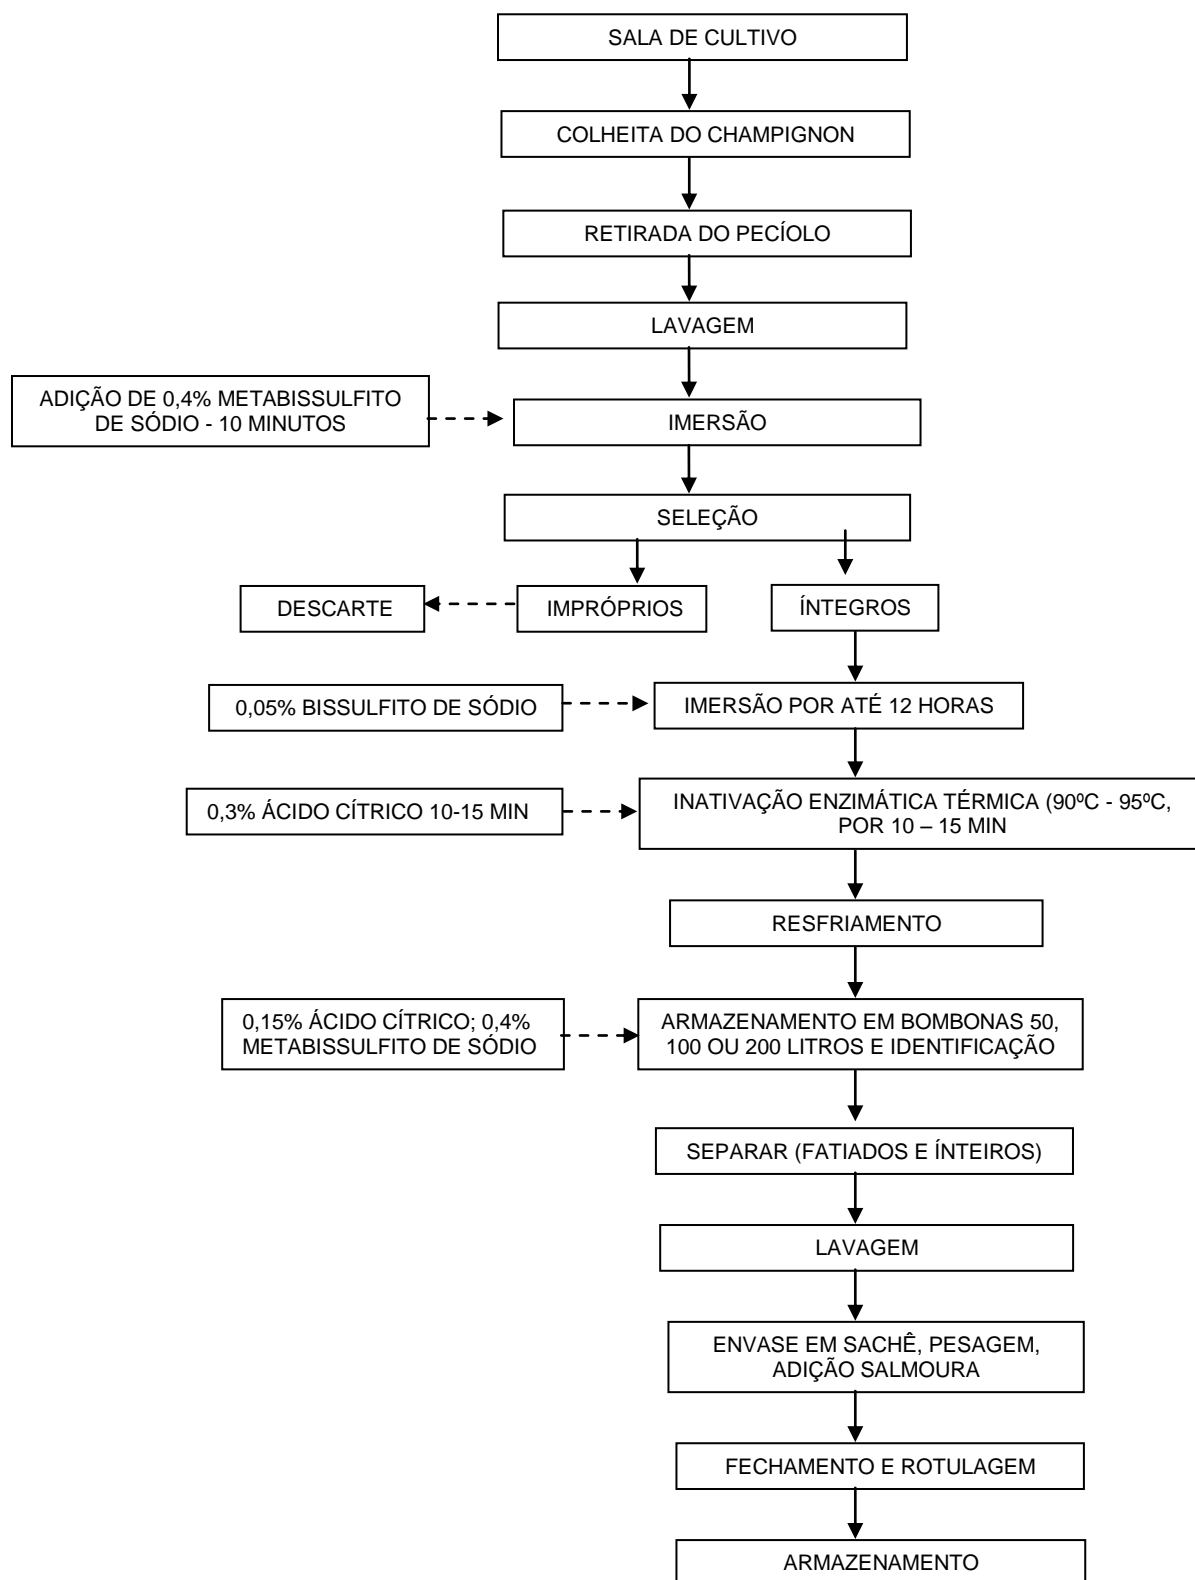 SALA DE CULTIVO
COLHEITA DO CHAMPIGNON
RETIRADA DO PECÍOLO
LAVAGEM
ADIÇÃO DE 0,4% METABISSULFITO
DE SÓDIO - 10 MINUTOS
IMERSÃO
SELEÇÃO
DESCARTE
IMPRÓPRIOS
ÍNTEGROS
0,05% BISSULFITO DE SÓDIO
IMERSÃO POR ATÉ 12 HORAS
0,3% ÁCIDO CÍTRICO 10-15 MIN
INATIVAÇÃO ENZIMÁTICA TÉRMICA (90ºC - 95ºC,
POR 10 – 15 MIN
RESFRIAMENTO
0,15% ÁCIDO CÍTRICO; 0,4%
METABISSULFITO DE SÓDIO
ARMAZENAMENTO EM BOMBONAS 50,
100 OU 200 LITROS E IDENTIFICAÇÃO
SEPARAR (FATIADOS E ÍNTEIROS)
LAVAGEM
ENVASE EM SACHÊ, PESAGEM,
ADIÇÃO SALMOURA
FECHAMENTO E ROTULAGEM
ARMAZENAMENTO